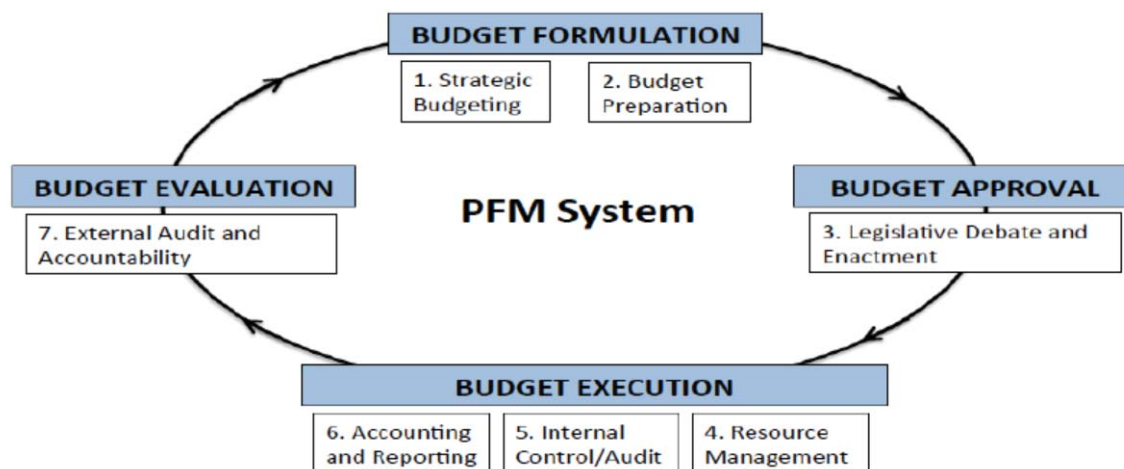 BUDGET FORMULATION
1. Strategic
Budgeting
2. Budget
Preparation
BUDGET EVALUATION
7. External Audit and
Accountability
PFM System
BUDGET APPROVAL
3. Legislative Debate and
Enactment
BUDGET EXECUTION
6. Accounting
and Reporting
5. Internal
Control/Audit
4. Resource
Management